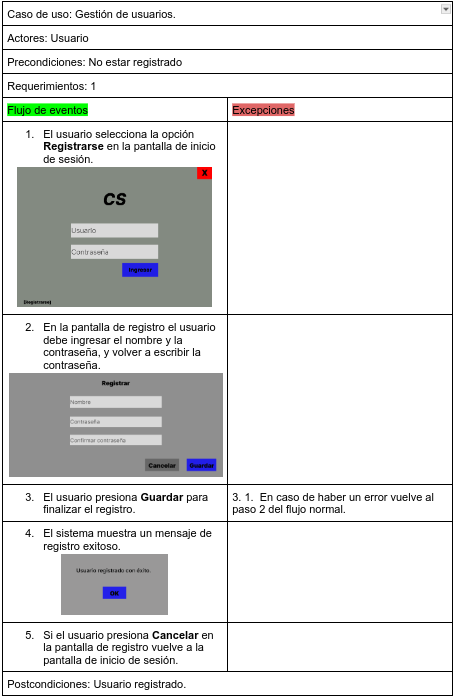 Caso de uso: Gestión de usuarios.
Actores: Usuario
Precondiciones: No estar registrado
Requerimientos: 1
Flujo de eventos
Excepciones
1. El usuario selecciona la opción
Registrarse en la pantalla de inicio
de sesión.
X
CS
Usuario
Contraseña
Ingresar
(Registrarse)
2. En la pantalla de registro el usuario
debe ingresar el nombre y la
contraseña, y volver a escribir la
contraseña.
Registrar
Nombre
Contraseña
Confirmar contraseña
Cancelar
Guardar
3. El usuario presiona Guardar para
finalizar el registro.
3. 1. En caso de haber un error vuelve al
paso 2 del flujo normal.
4. El sistema muestra un mensaje de
registro exitoso.
Usuario registrado con éxito.
OK
5. Si el usuario presiona Cancelar en
la pantalla de registro vuelve a la
pantalla de inicio de sesión.
Postcondiciones: Usuario registrado.